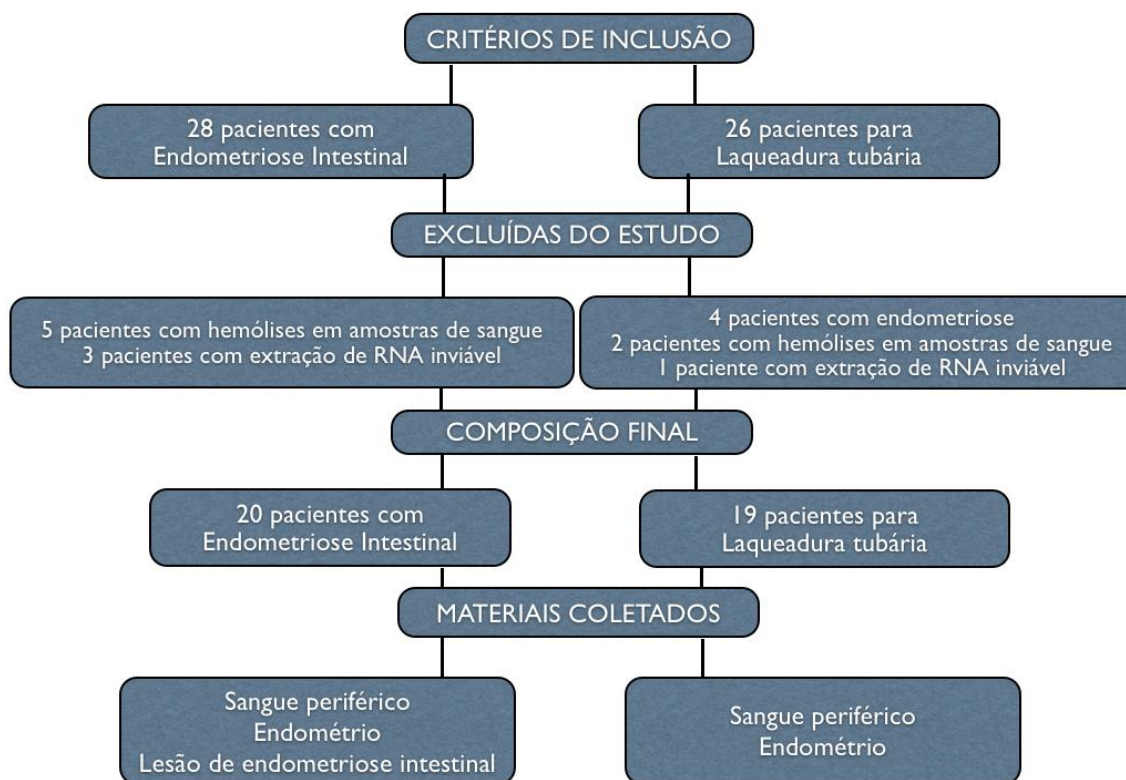 CRITÉRIOS DE INCLUSÃO
28 pacientes com
Endometriose Intestinal
26 pacientes para
Laqueadura tubária
EXCLUÍDAS DO ESTUDO
5 pacientes com hemólises em amostras de sangue
3 pacientes com extração de RNA inviável
4 pacientes com endometriose
2 pacientes com hemólises em amostras de sangue
1 paciente com extração de RNA inviável
COMPOSIÇÃO FINAL
20 pacientes com
Endometriose Intestinal
19 pacientes para
Laqueadura tubária
MATERIAIS COLETADOS
Sangue periférico
Endométrio
Lesão de endometriose intestinal
Sangue periférico
Endométrio